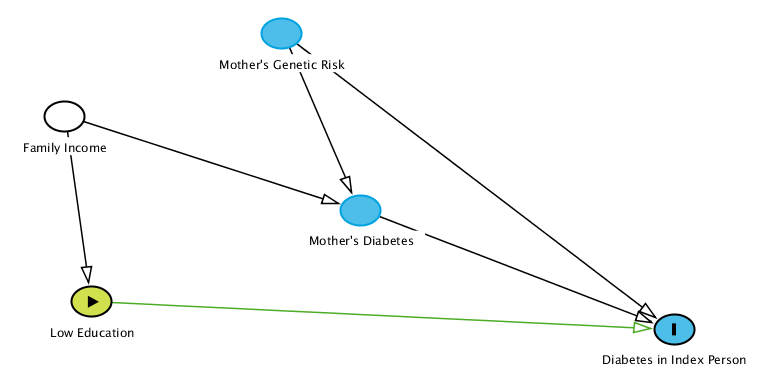 Mother's Genetic Risk
Family Income
Mother's Diabetes
Low Education
Diabetes in Index Person